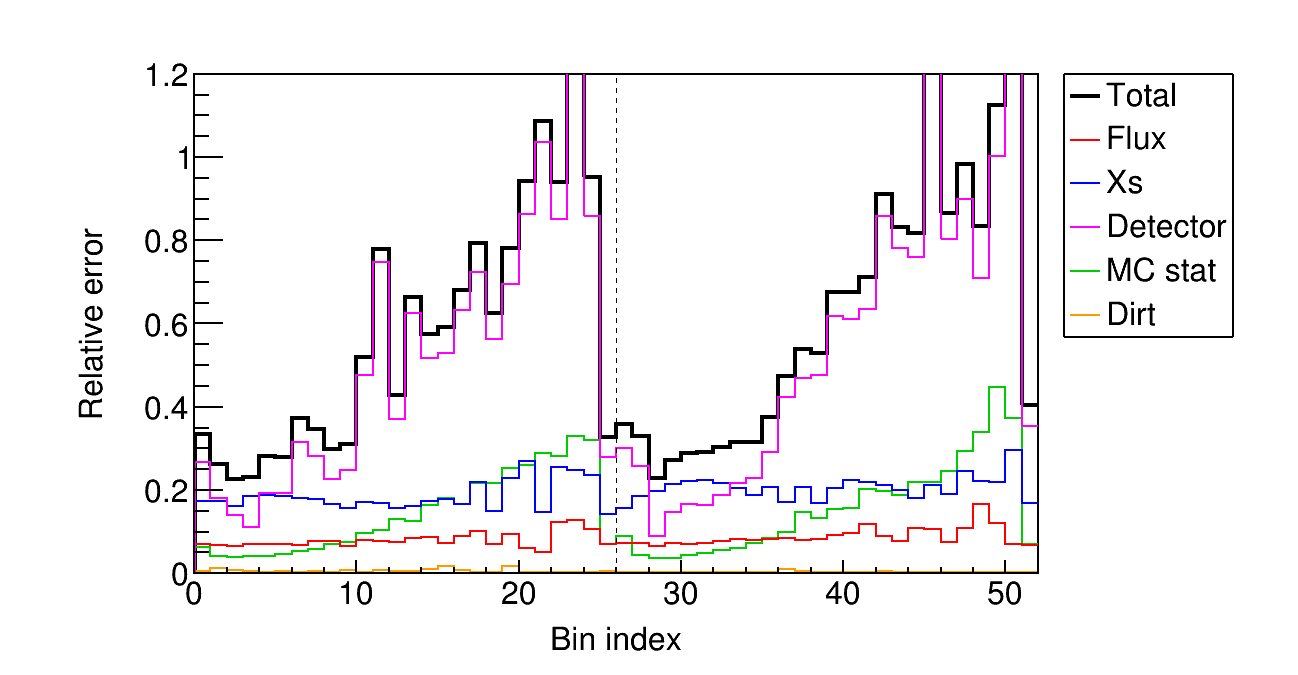 Relative error
1.2
1
0.8
0.6
0.4
0.2
0
0 10 20 30 40 50
Bin index
Total
Flux
Xs
Detector
MC stat
Dirt